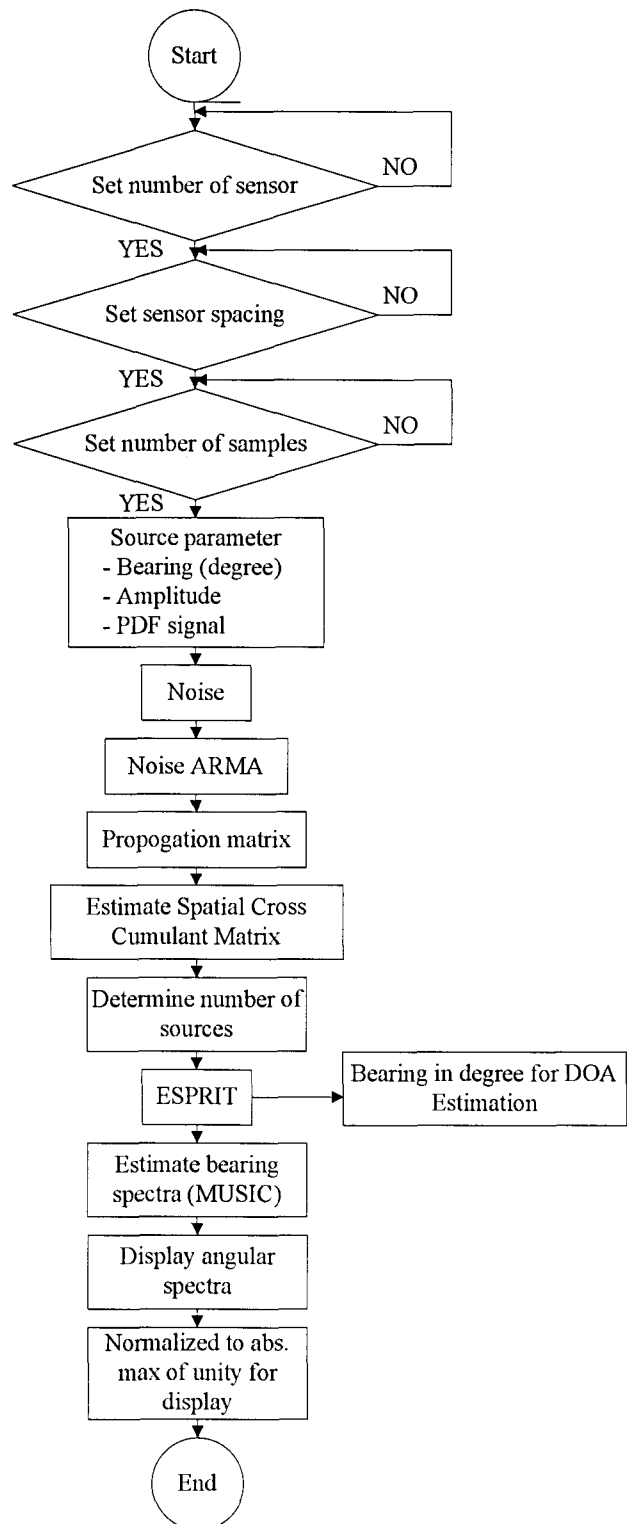 Start
Set number of sensor
NO
YES
Set sensor spacing
NO
YES
Set number of samples
NO
YES
Source parameter
- Bearing (degree)
- Amplitude
- PDF signal
Noise
Noise ARMA
Propogation matrix
Estimate Spatial Cross
Cumulant Matrix
Determine number of
sources
ESPRIT
Bearing in degree for DOA
Estimation
Estimate bearing
spectra (MUSIC)
Display angular
spectra
Normalized to abs.
max of unity for
display
End